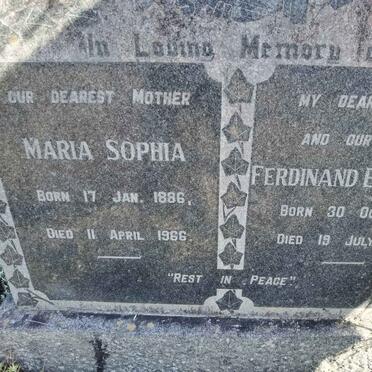 In Loving Memory o
OUR DEAREST MOTHER
MARIA SOPHIA
BORN 17 JAN. 1886,
DIED 11 APRIL 1966.
MY DEAR
AND OUR
FERDINAND E
BORN 30 OC
DIED 19 JULY
"REST IN PEACE"